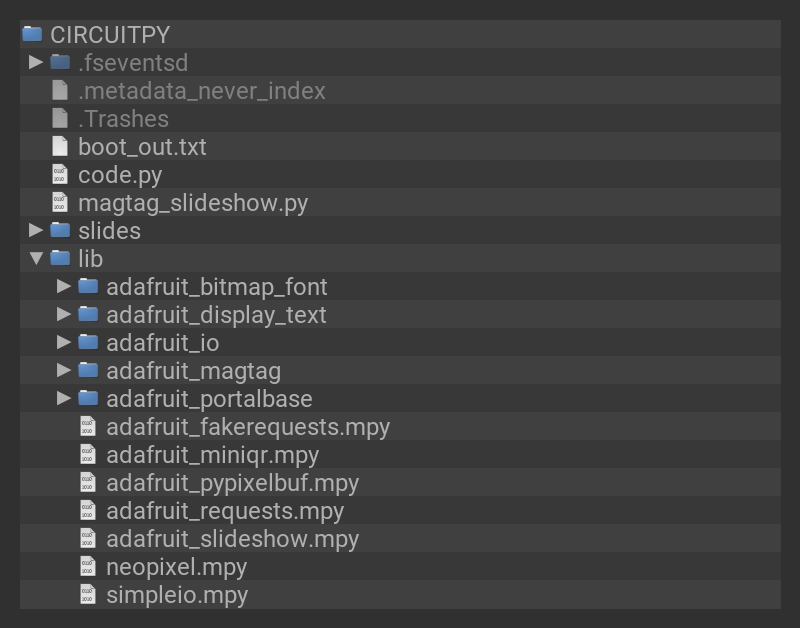 CIRCUITPY
.fseventsd
.metadata_never_index
.Trashes
boot_out.txt
code.py
magtag_slideshow.py
slides
lib
adafruit_bitmap_font
adafruit_display_text
adafruit_io
adafruit_magtag
adafruit_portalbase
adafruit_fakerequests.mpy
adafruit_miniqr.mpy
adafruit_pypixelbuf.mpy
adafruit_requests.mpy
adafruit_slideshow.mpy
neopixel.mpy
simpleio.mpy